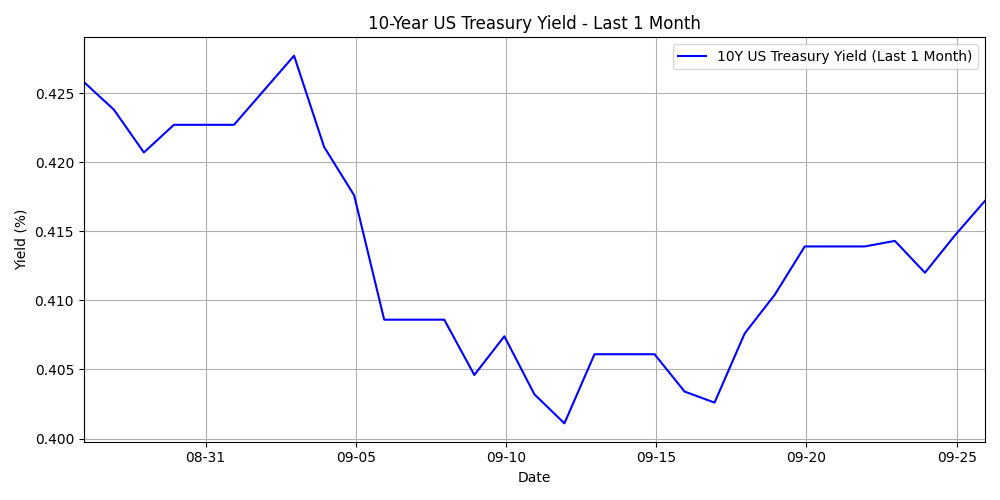 10-Year US Treasury Yield - Last 1 Month
10Y US Treasury Yield (Last 1 Month)
Yield (%)
0.425
0.420
0.415
0.410
0.405
0.400
08-31 09-05 09-10 09-15 09-20 09-25
Date